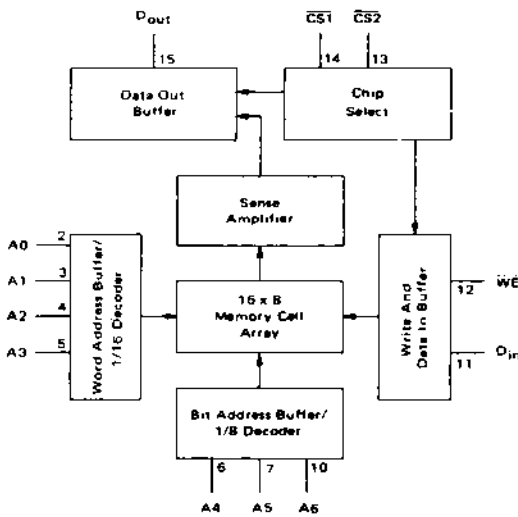 Dout
CS1 CS2
15
14
13
Data Out
Buffer
Chip
Select
Sense
Amplifier
A0
2
A1
3
A2
4
A3
5
Word Address Buffer/
1/16 Decoder
16 x 8
Memory Cell
Array
Write And
Data In Buffer
WE
12
Din
11
Bit Address Buffer/
1/8 Decoder
6
7
10
A4
A5
A6